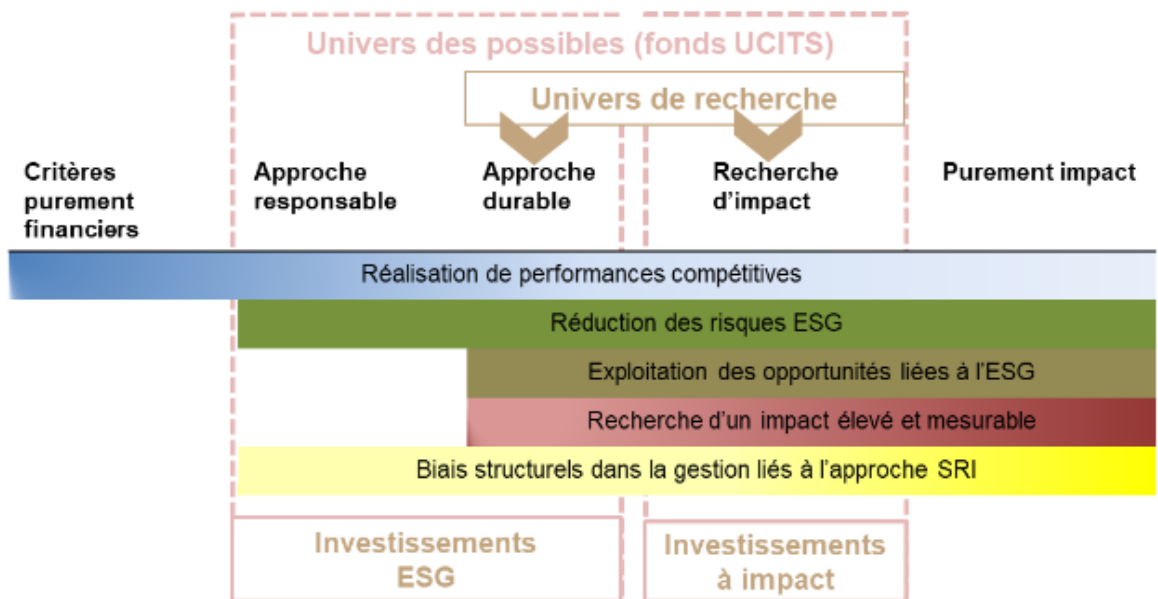 Univers des possibles (fonds UCITS)
Univers de recherche
Critères
purement
financiers
Approche
responsable
Approche
durable
Recherche
d'impact
Purement impact
Réalisation de performances compétitives
Réduction des risques ESG
Exploitation des opportunités liées à l'ESG
Recherche d'un impact élevé et mesurable
Biais structurels dans la gestion liés à l'approche SRI
Investissements
ESG
Investissements
à impact